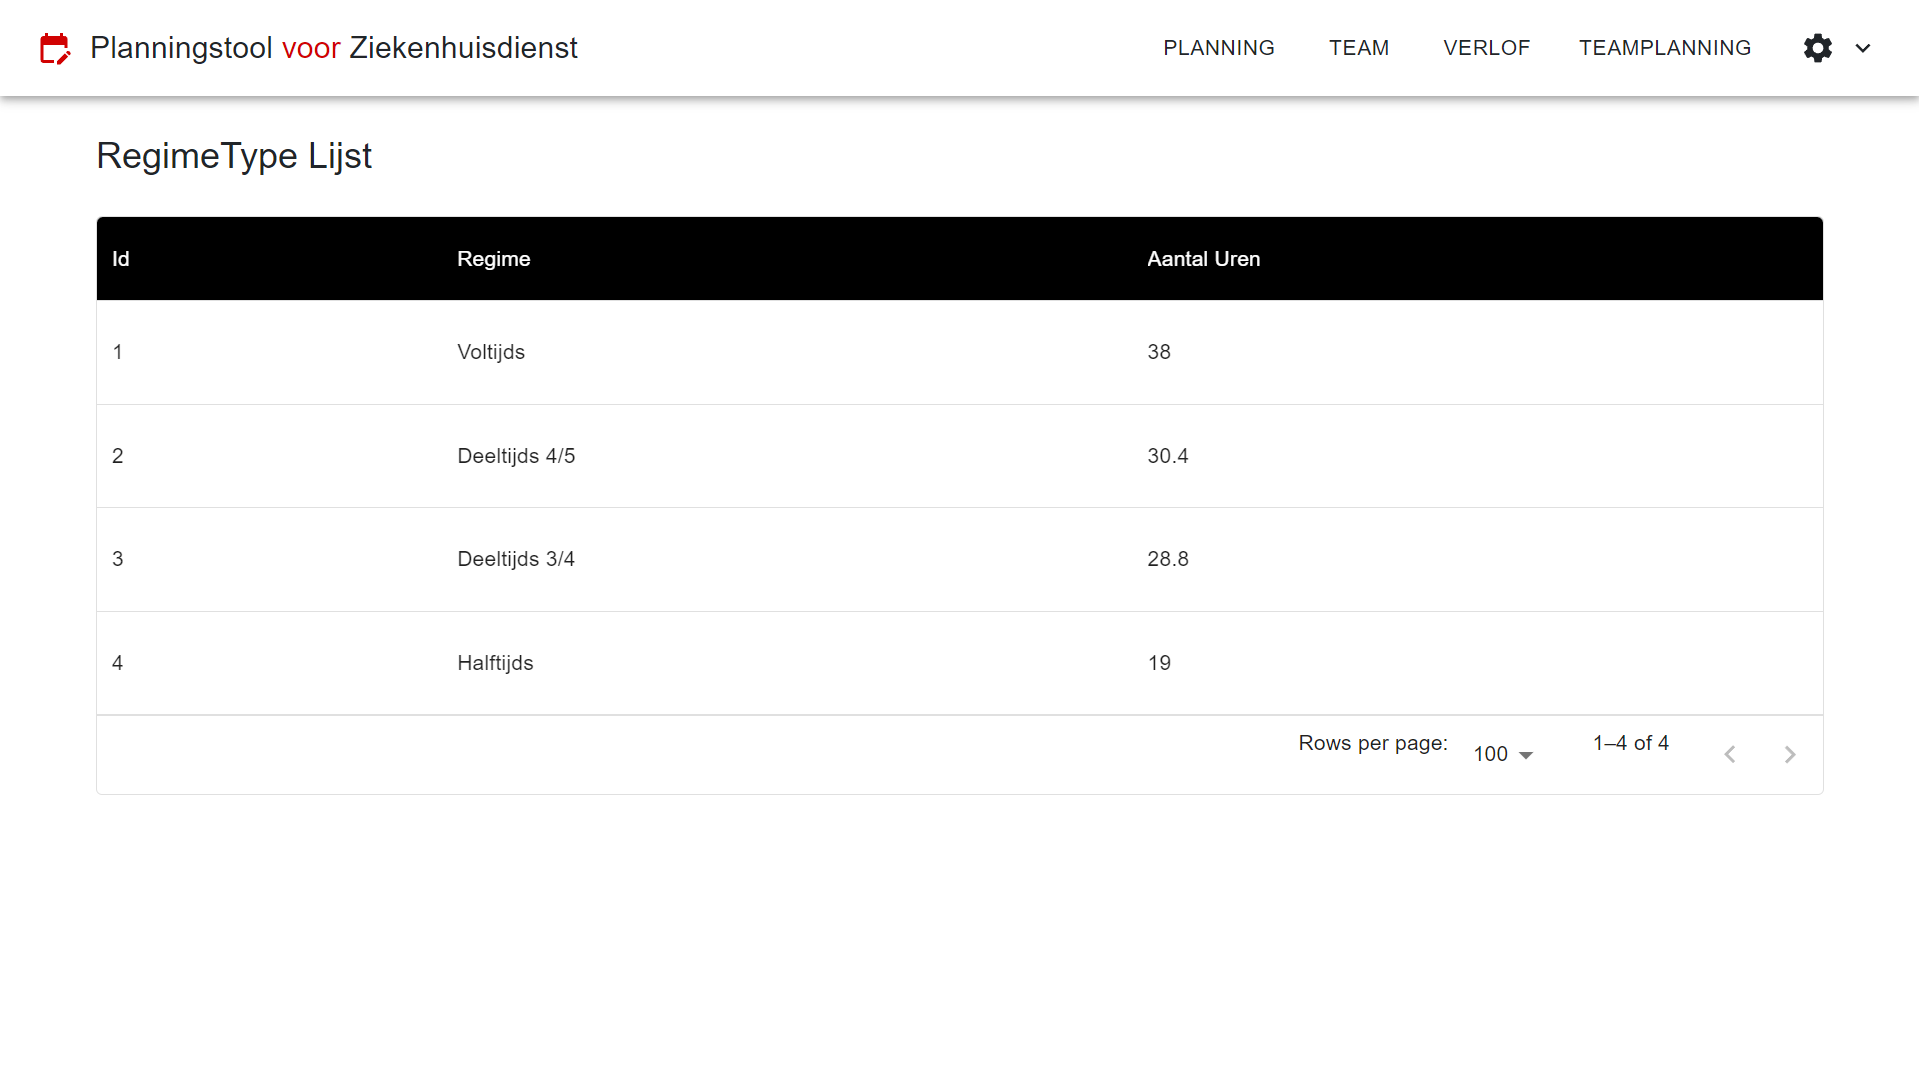 Planningstool voor Ziekenhuisdienst PLANNING TEAM VERLOF TEAMPLANNING
RegimeType Lijst
Id Regime Aantal Uren
1 Voltijds 38
2 Deeltijds 4/5 30.4
3 Deeltijds 3/4 28.8
4 Halftijds 19
Rows per page: 100 1–4 of 4